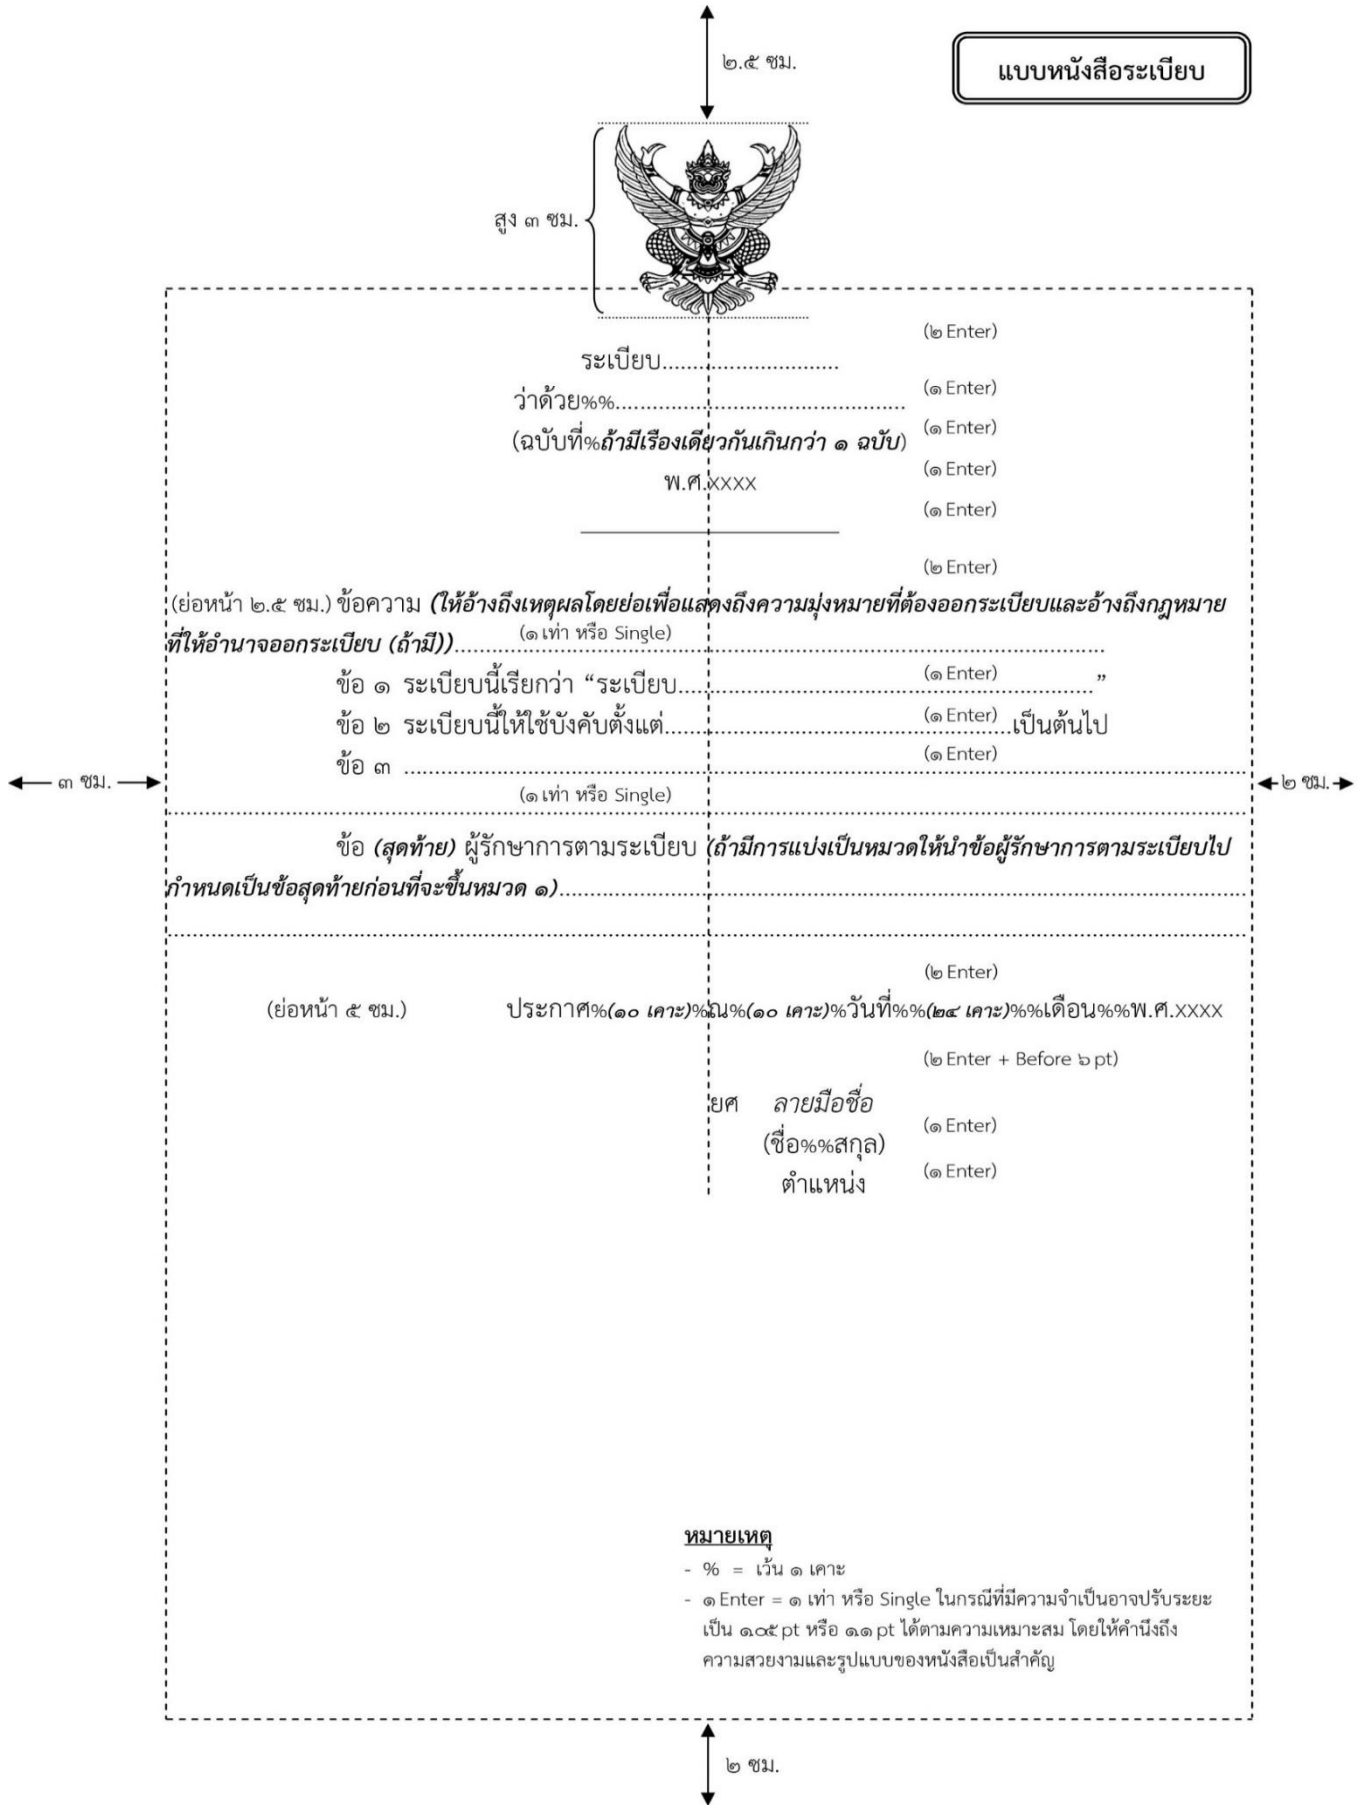 ๒.๕ ซม.
แบบหนังสือระเบียบ
สูง ๓ ซม.
(๒ Enter)
ระเบียบ.............................
(๑ Enter)
ว่าด้วย%%................................................
(๑ Enter)
(ฉบับที่%ถ้ามีเรื่องเดียวกันเกินกว่า ๑ ฉบับ)
(๑ Enter)
พ.ศ.xxxx
(๑ Enter)
(๒ Enter)
(ย่อหน้า ๒.๕ ซม.) ข้อความ (ให้อ้างถึงเหตุผลโดยย่อเพื่อแสดงถึงความมุ่งหมายที่ต้องออกระเบียบและอ้างถึงกฎหมาย
(๑ เท่า หรือ Single)
ที่ให้อำนาจออกระเบียบ (ถ้ามี))............................................................................................................
(๑ Enter)
ข้อ ๑ ระเบียบนี้เรียกว่า “ระเบียบ.....................................................................”
(๑ Enter)
ข้อ ๒ ระเบียบนี้ให้ใช้บังคับตั้งแต่..........................................................เป็นต้นไป
(๑ Enter)
ข้อ ๓ ............................................................................................................................................
๓ ซม.
๒ ซม.
(๑ เท่า หรือ Single)
....................................................................................................................................................................................
ข้อ (สุดท้าย) ผู้รักษาการตามระเบียบ (ถ้ามีการแบ่งเป็นหมวดให้นำข้อผู้รักษาการตามระเบียบไป
กำหนดเป็นข้อสุดท้ายก่อนที่จะขึ้นหมวด ๑)..................................................................................................................
....................................................................................................................................................................................
(๒ Enter)
(ย่อหน้า ๕ ซม.) ประกาศ%(๑๐ เคาะ)%ณ%(๑๐ เคาะ)%วันที่%%(๒๔ เคาะ)%%เดือน%%พ.ศ.xxxx
(๒ Enter + Before ๖ pt)
ยศ ลายมือชื่อ
(๑ Enter)
(ชื่อ%%สกุล)
(๑ Enter)
ตำแหน่ง
หมายเหตุ
- % = เว้น ๑ เคาะ
- ๑ Enter = ๑ เท่า หรือ Single ในกรณีที่มีความจำเป็นอาจปรับระยะ
เป็น ๑.๐๕ pt หรือ ๑.๑ pt ได้ตามความเหมาะสม โดยให้คำนึงถึง
ความสวยงามและรูปแบบของหนังสือเป็นสำคัญ
๒ ซม.